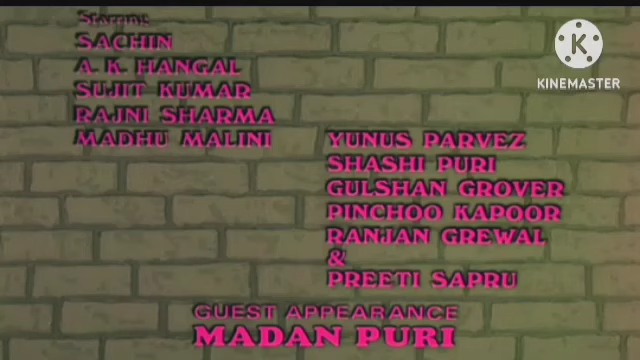 Starring
SACHIN
A. K. HANGAL
SUJIT KUMAR
RAJNI SHARMA
MADHU MALINI
YUNUS PARVEZ
SHASHI PURI
GULSHAN GROVER
PINCHOO KAPOOR
RANJAN GREWAL
&
PREETI SAPRU
GUEST APPEARANCE
MADAN PURI
KINEMASTER